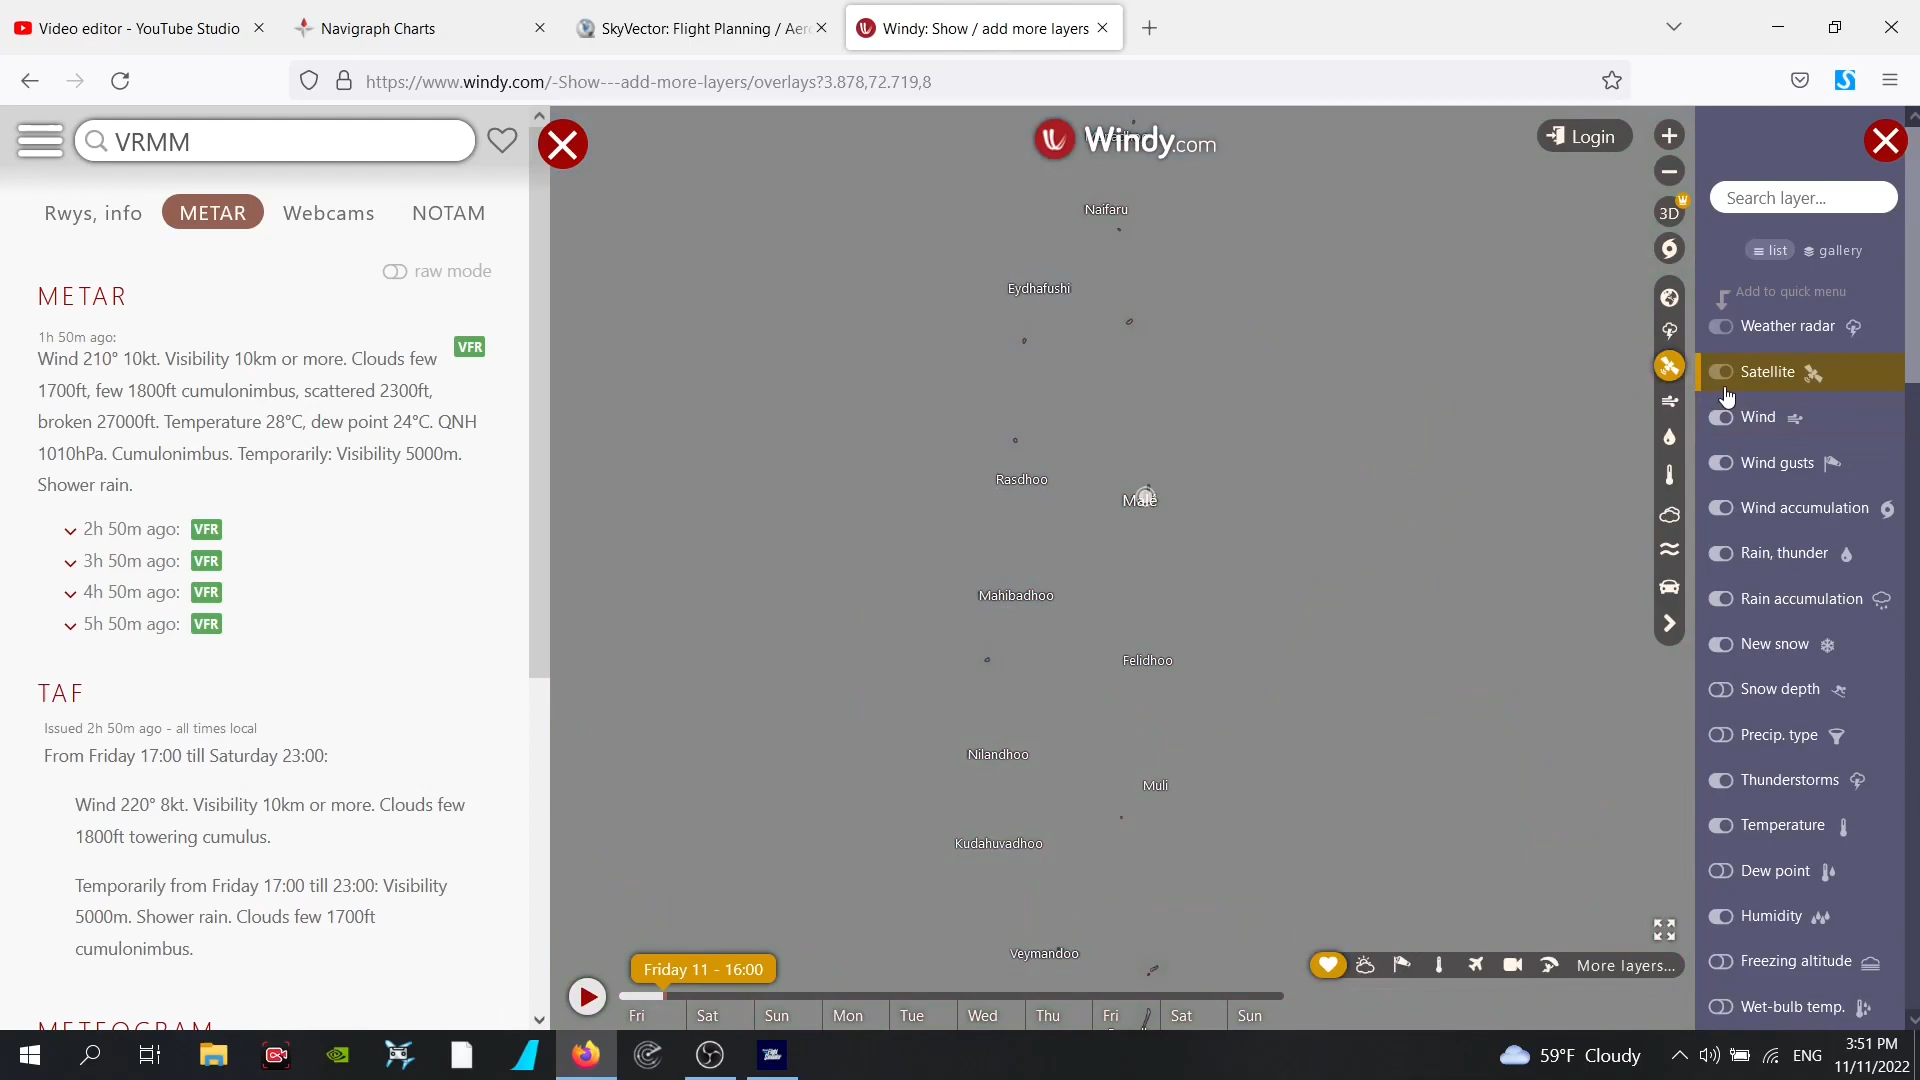 Video editor - YouTube Studio
Navigraph Charts
SkyVector: Flight Planning / Aer
Windy: Show / add more layers
https://www.windy.com/-Show---add-more-layers/overlays?3.878,72.719,8
VRMM
Windy.com
Login
Rwys, info
METAR
Webcams
NOTAM
raw mode
METAR
1h 50m ago:
VFR
Wind 210° 10kt. Visibility 10km or more. Clouds few
1700ft, few 1800ft cumulonimbus, scattered 2300ft,
broken 27000ft. Temperature 28°C, dew point 24°C. QNH
1010hPa. Cumulonimbus. Temporarily: Visibility 5000m.
Shower rain.
2h 50m ago: VFR
3h 50m ago: VFR
4h 50m ago: VFR
5h 50m ago: VFR
TAF
Issued 2h 50m ago - all times local
From Friday 17:00 till Saturday 23:00:
Wind 220° 8kt. Visibility 10km or more. Clouds few
1800ft towering cumulus.
Temporarily from Friday 17:00 till 23:00: Visibility
5000m. Shower rain. Clouds few 1700ft
cumulonimbus.
METEOGRAM
Naifaru
Eydhafushi
Rasdhoo
Malé
Mahibadhoo
Felidhoo
Nilandhoo
Muli
Kudahuvadhoo
Veymandoo
Friday 11 - 16:00
Fri
Sat
Sun
Mon
Tue
Wed
Thu
Fri
Sat
Sun
More layers...
3D
Search layer...
list
gallery
Add to quick menu
Weather radar
Satellite
Wind
Wind gusts
Wind accumulation
Rain, thunder
Rain accumulation
New snow
Snow depth
Precip. type
Thunderstorms
Temperature
Dew point
Humidity
Freezing altitude
Wet-bulb temp.
59°F Cloudy
ENG
3:51 PM
11/11/2022